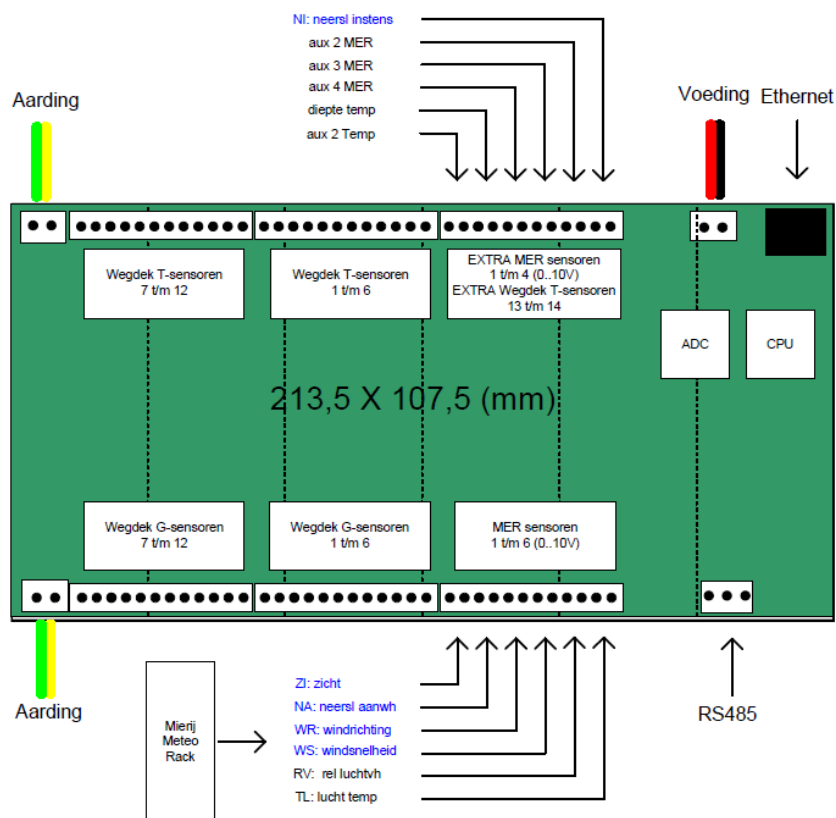 NI: neersl instens
aux 2 MER
aux 3 MER
aux 4 MER
diepte temp
aux 2 Temp
Aarding
Voeding
Ethernet
Wegdek T-sensoren
7 t/m 12
Wegdek T-sensoren
1 t/m 6
EXTRA MER sensoren
1 t/m 4 (0..10V)
EXTRA Wegdek T-sensoren
13 t/m 14
ADC
CPU
213,5 X 107,5 (mm)
Wegdek G-sensoren
7 t/m 12
Wegdek G-sensoren
1 t/m 6
MER sensoren
1 t/m 6 (0..10V)
Aarding
Mierij
Meteo
Rack
ZI: zicht
NA: neersl aanwh
WR: windrichting
WS: windsnelheid
RV: rel luchtvh
TL: lucht temp
RS485